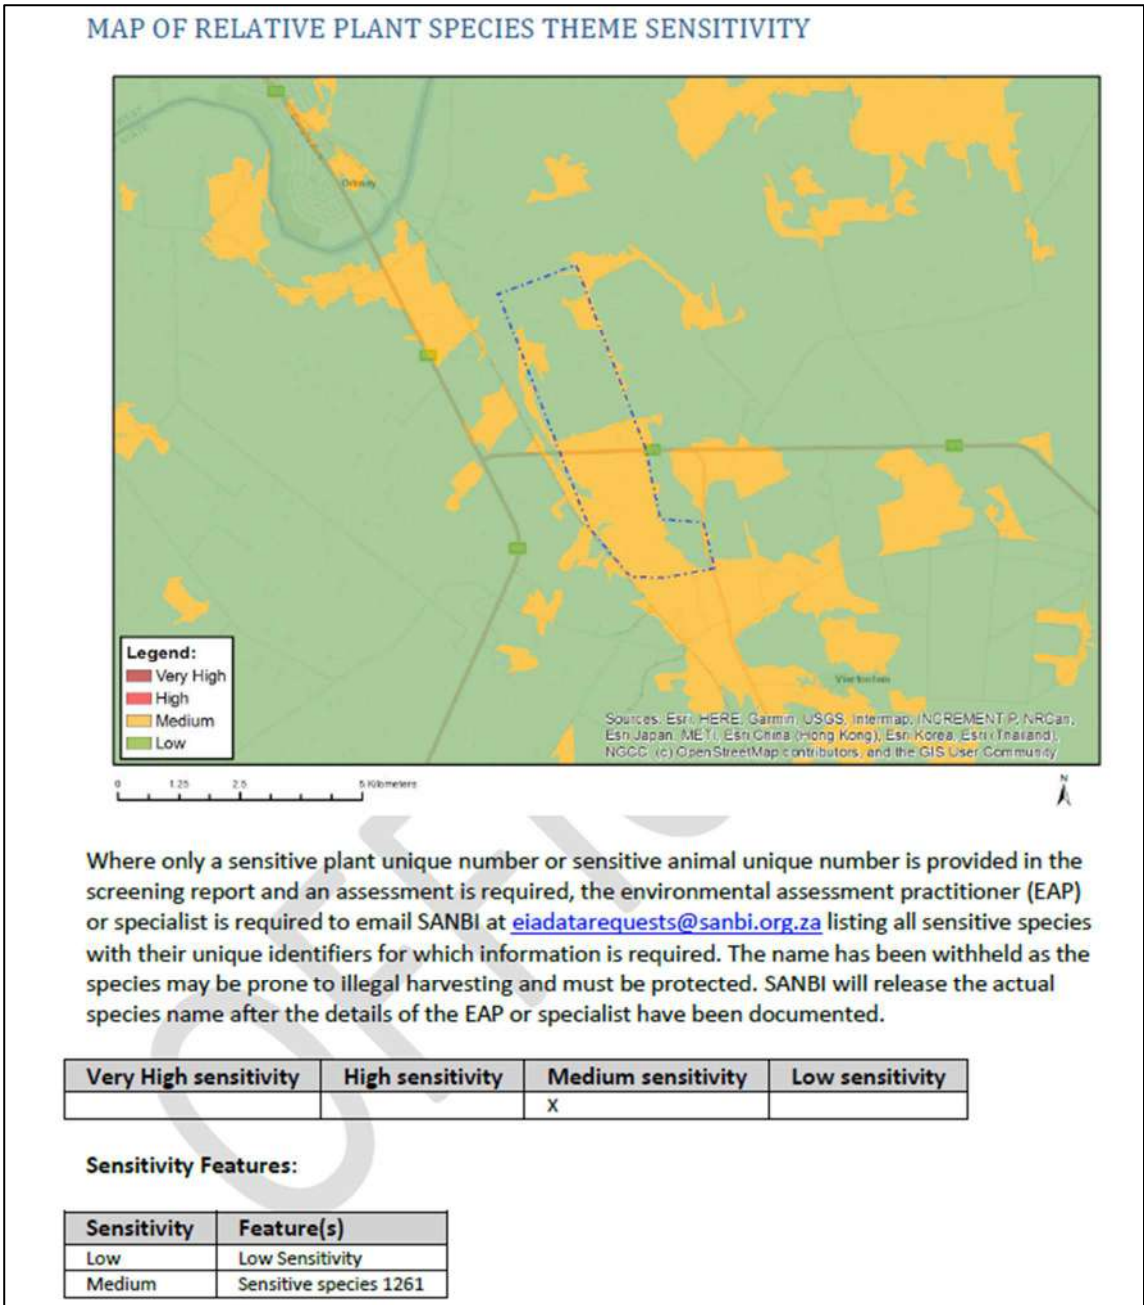 MAP OF RELATIVE PLANT SPECIES THEME SENSITIVITY
Orkney
Vierfontein
Legend:
Very High
High
Medium
Low
Sources: Esri, HERE, Garmin, USGS, Intermap, INCREMENT P, NRCan,
Esri Japan, METI, Esri China (Hong Kong), Esri Korea, Esri (Thailand),
NGCC, (c) OpenStreetMap contributors, and the GIS User Community
0 1.25 2.5 5 Kilometers
N
Where only a sensitive plant unique number or sensitive animal unique number is provided in the
screening report and an assessment is required, the environmental assessment practitioner (EAP)
or specialist is required to email SANBI at eiadatarequests@sanbi.org.za listing all sensitive species
with their unique identifiers for which information is required. The name has been withheld as the
species may be prone to illegal harvesting and must be protected. SANBI will release the actual
species name after the details of the EAP or specialist have been documented.
Very High sensitivity High sensitivity Medium sensitivity Low sensitivity
X
Sensitivity Features:
Sensitivity Feature(s)
Low Low Sensitivity
Medium Sensitive species 1261